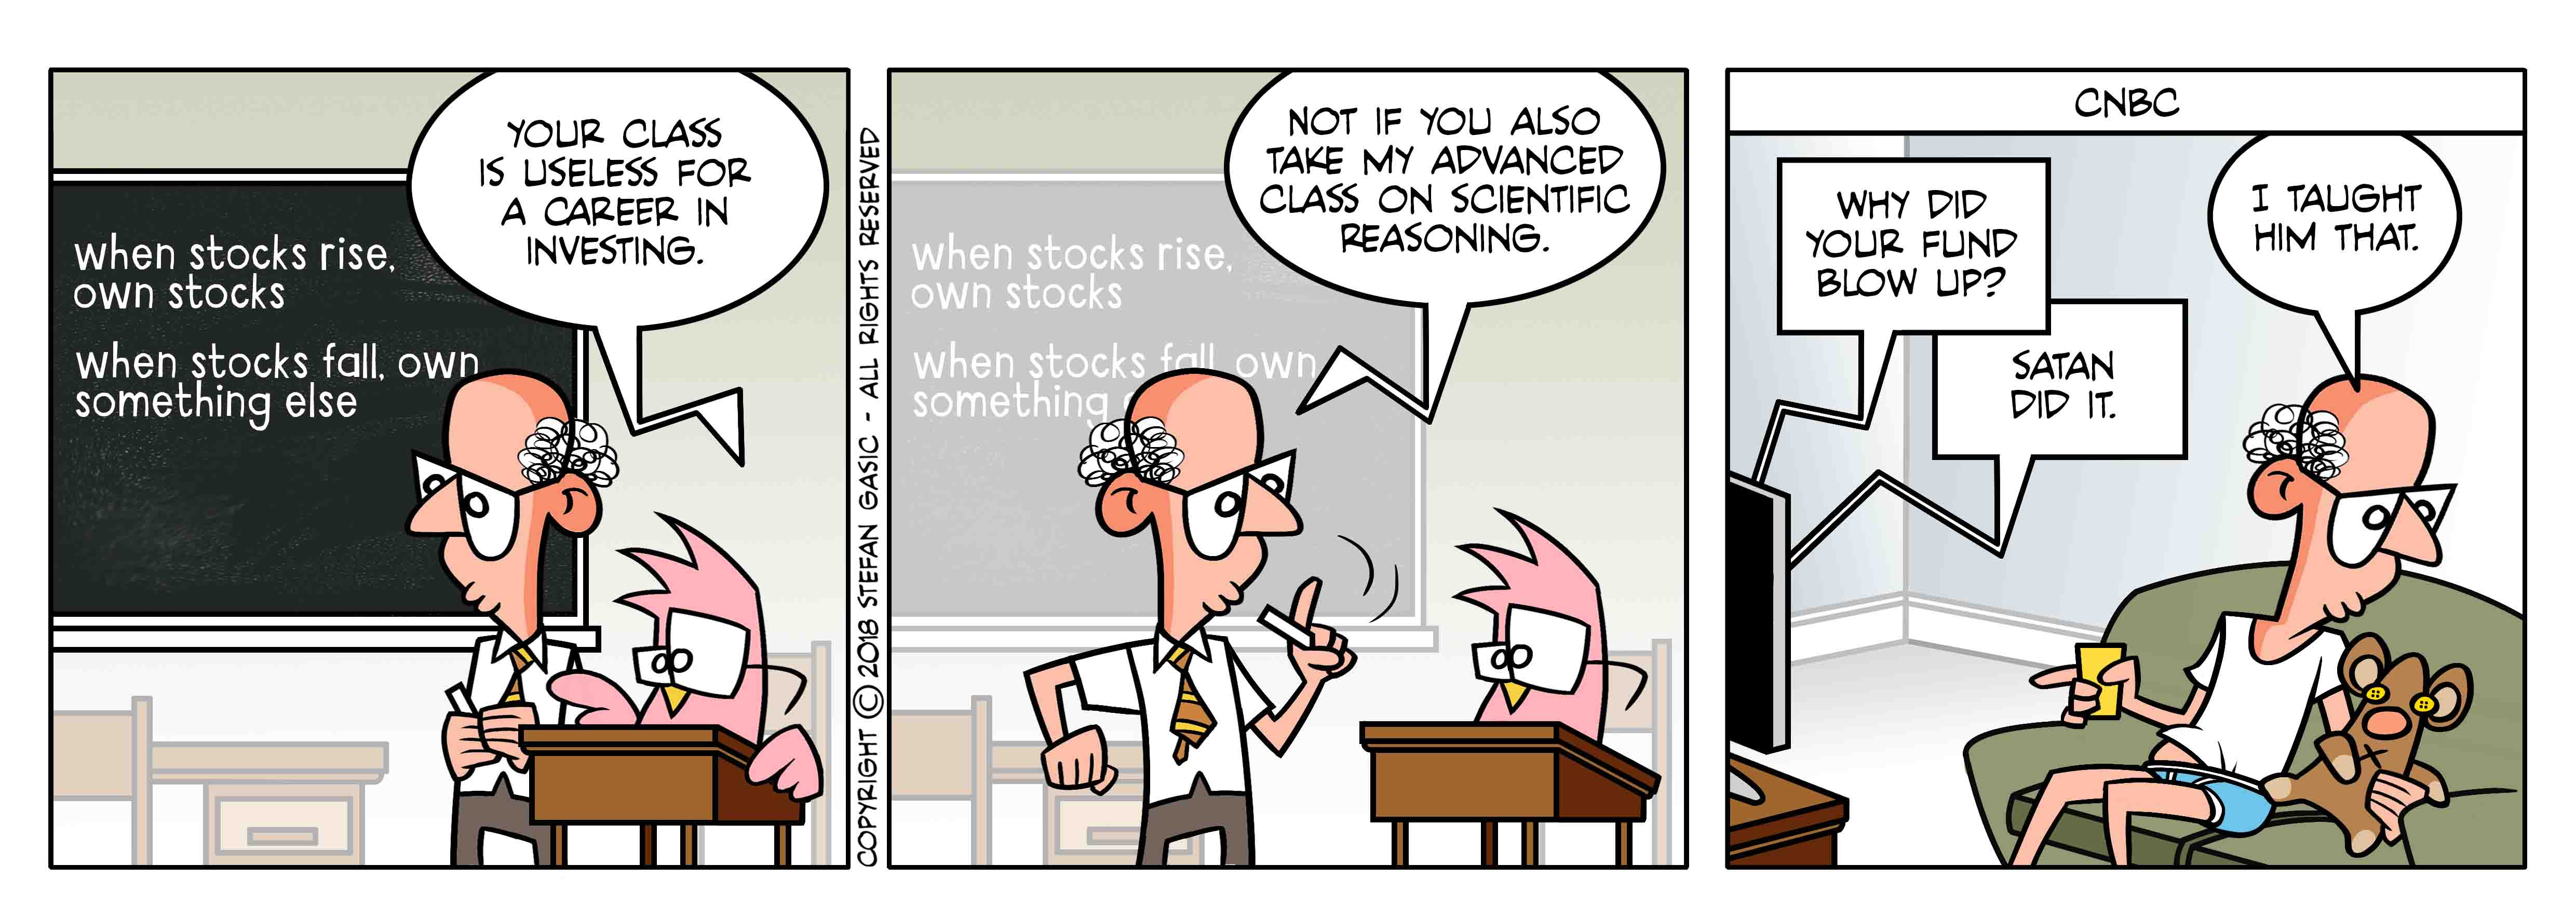 when stocks rise,
own stocks
when stocks fall, own
something else
YOUR CLASS
IS USELESS FOR
A CAREER IN
INVESTING.
COPYRIGHT © 2018 STEFAN GASIC - ALL RIGHTS RESERVED
when stocks rise,
own stocks
when stocks fall, own
something
NOT IF YOU ALSO
TAKE MY ADVANCED
CLASS ON SCIENTIFIC
REASONING.
CNBC
WHY DID
YOUR FUND
BLOW UP?
SATAN
DID IT.
I TAUGHT
HIM THAT.